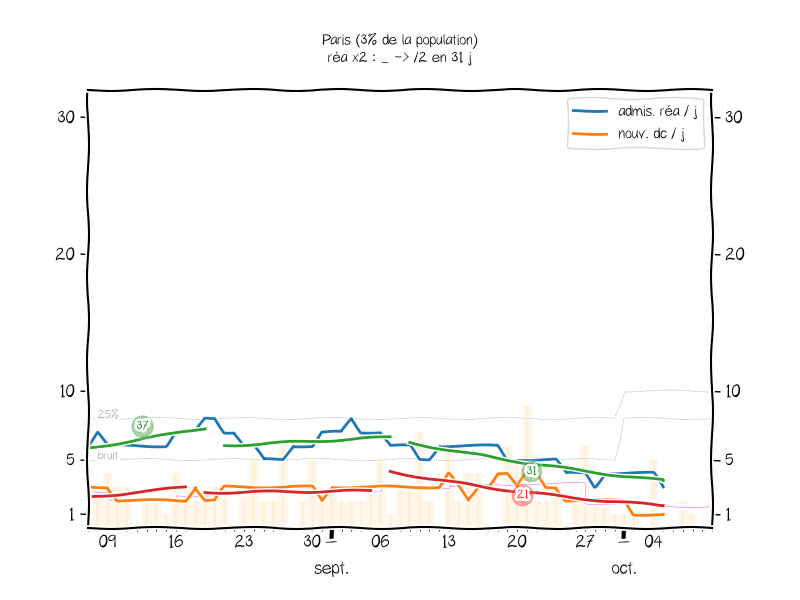 Paris (3% de la population)
réa x2 : _ -> /2 en 31 j
admis. réa / j
nouv. dc / j
30
30
20
20
10
10
5
5
1
1
25%
bruit
37
31
21
09 16 23 30 06 13 20 27 04
sept. oct.